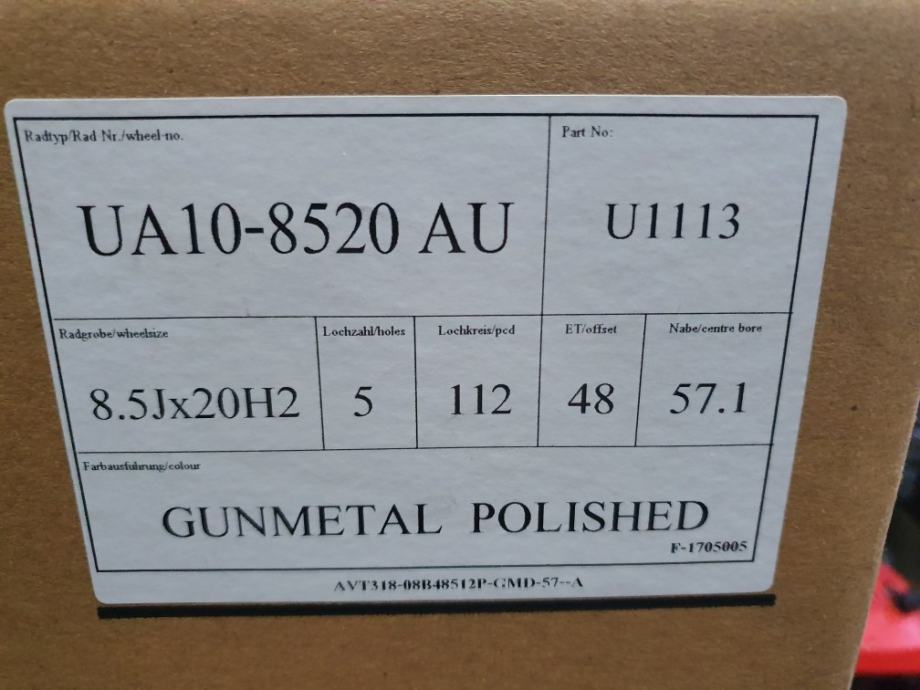 Radtyp/Rad Nr./wheel-no.
Part No:
UA10-8520 AU
U1113
Radgrobe/wheelsize
Lochzahl/holes
Lochkreis/pcd
ET/offset
Nabe/centre bore
8.5Jx20H2
5
112
48
57.1
Farbausfuhrung/colour
GUNMETAL POLISHED
F-1705005
AVT318-08B48512P-GMD-57--A